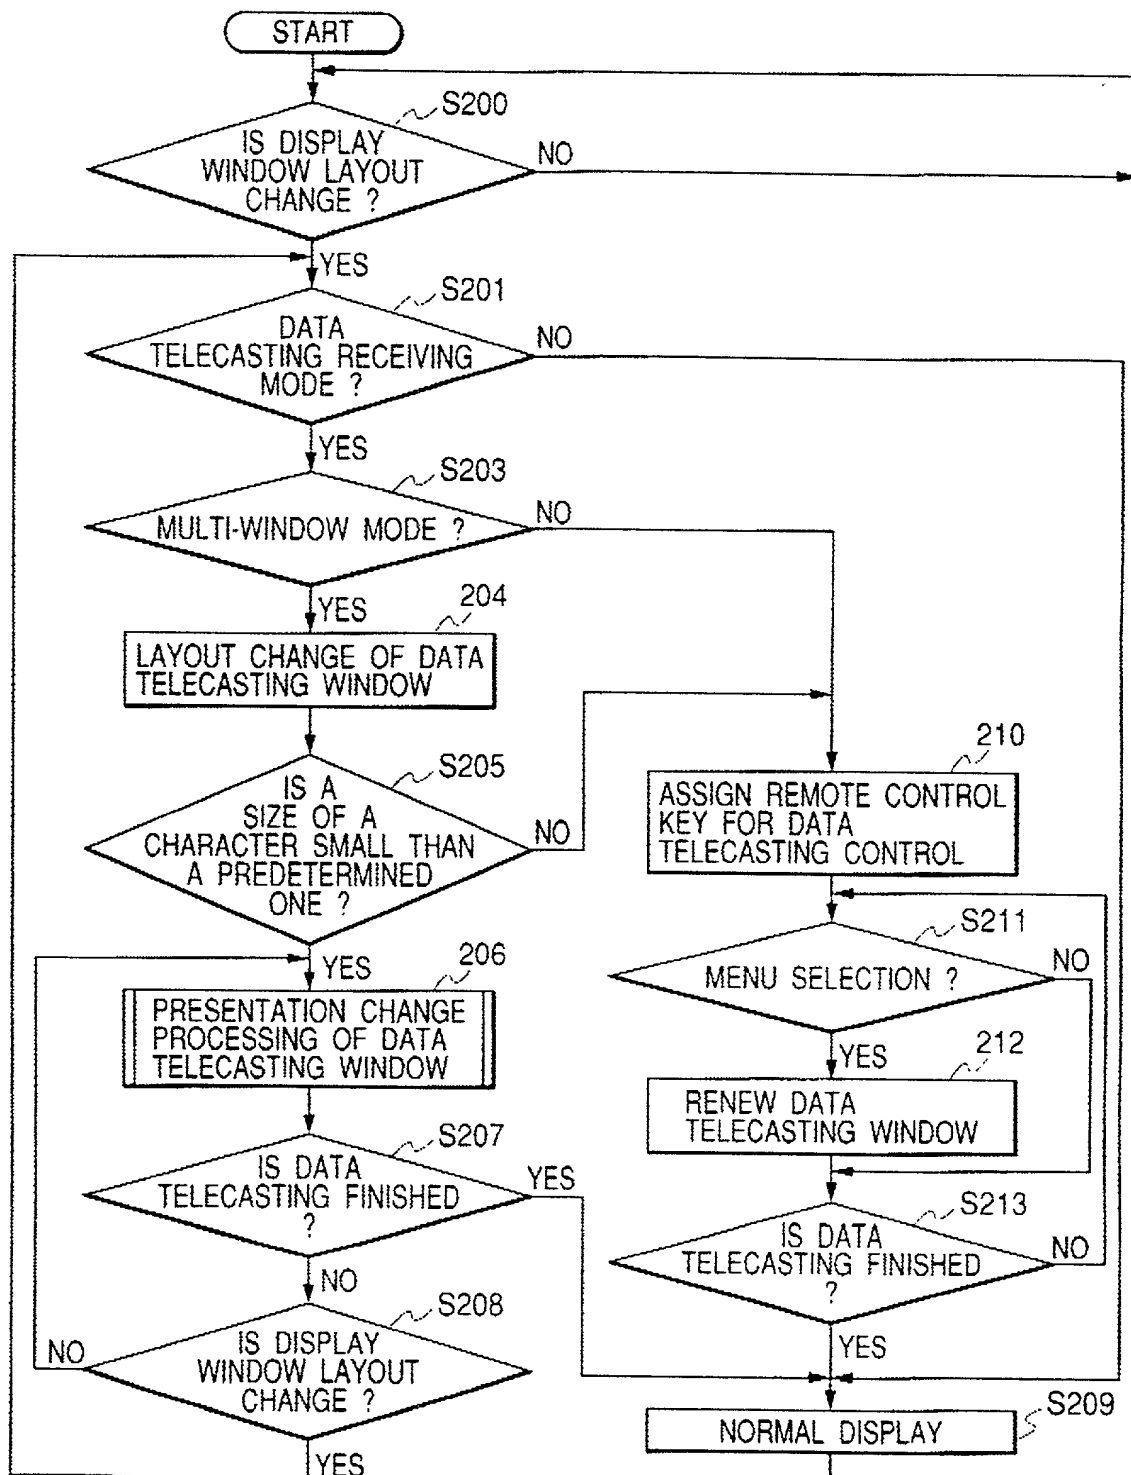 START
S200
IS DISPLAY
WINDOW LAYOUT
CHANGE ?
NO
YES
S201
DATA
TELECASTING RECEIVING
MODE ?
NO
YES
S203
MULTI-WINDOW MODE ?
NO
YES
204
LAYOUT CHANGE OF DATA
TELECASTING WINDOW
S205
IS A
SIZE OF A
CHARACTER SMALL THAN
A PREDETERMINED
ONE ?
NO
YES
206
PRESENTATION CHANGE
PROCESSING OF DATA
TELECASTING WINDOW
S207
IS DATA
TELECASTING FINISHED
?
YES
NO
S208
IS DISPLAY
WINDOW LAYOUT
CHANGE ?
NO
YES
210
ASSIGN REMOTE CONTROL
KEY FOR DATA
TELECASTING CONTROL
S211
MENU SELECTION ?
NO
YES
212
RENEW DATA
TELECASTING WINDOW
S213
IS DATA
TELECASTING FINISHED
?
NO
YES
S209
NORMAL DISPLAY